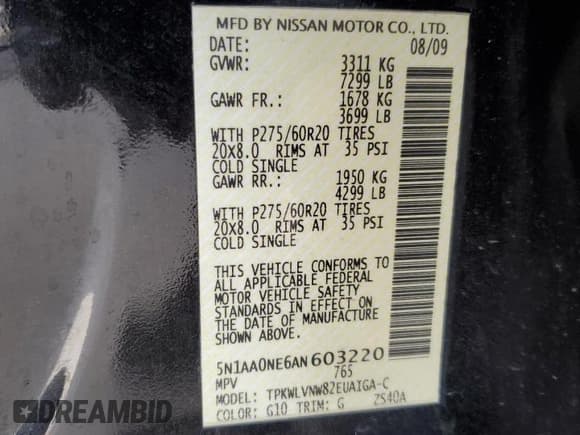 MFD BY NISSAN MOTOR CO., LTD.
DATE: 08/09
GVWR: 3311 KG
7299 LB
GAWR FR.: 1678 KG
3699 LB
WITH P275/60R20 TIRES
20X8.0 RIMS AT 35 PSI
COLD SINGLE
GAWR RR.: 1950 KG
4299 LB
WITH P275/60R20 TIRES
20X8.0 RIMS AT 35 PSI
COLD SINGLE
THIS VEHICLE CONFORMS TO
ALL APPLICABLE FEDERAL
MOTOR VEHICLE SAFETY
STANDARDS IN EFFECT ON
THE DATE OF MANUFACTURE
SHOWN ABOVE.
5N1AA0NE6AN603220
MPV 765
MODEL: TPKWLVNW82EUAIGA-C
COLOR: G10 TRIM: G ZS40A
BIDHISTORY
AMBID